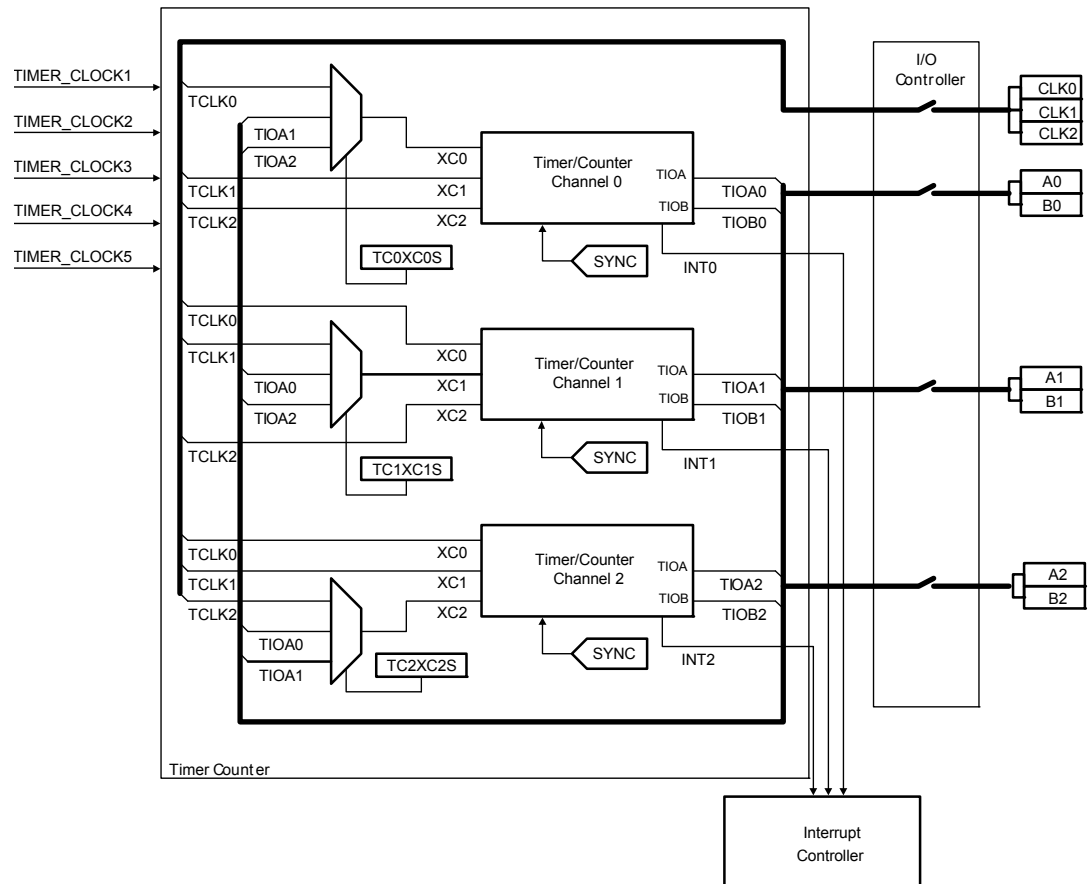 TIMER_CLOCK1
TIMER_CLOCK2
TIMER_CLOCK3
TIMER_CLOCK4
TIMER_CLOCK5
I/O
Controller
CLK0
CLK1
CLK2
TCLK0
TIOA1
TIOA2
XC0
TCLK1
XC1
TCLK2
XC2
Timer/Counter
Channel 0
TIOA
TIOB
TIOA0
TIOB0
A0
B0
TC0XC0S
SYNC
INT0
TCLK0
TCLK1
XC0
TIOA0
XC1
TIOA2
XC2
TCLK2
Timer/Counter
Channel 1
TIOA
TIOB
TIOA1
TIOB1
A1
B1
TC1XC1S
SYNC
INT1
TCLK0
XC0
TCLK1
XC1
TCLK2
XC2
TIOA0
TIOA1
Timer/Counter
Channel 2
TIOA
TIOB
TIOA2
TIOB2
A2
B2
TC2XC2S
SYNC
INT2
Timer Counter
Interrupt
Controller